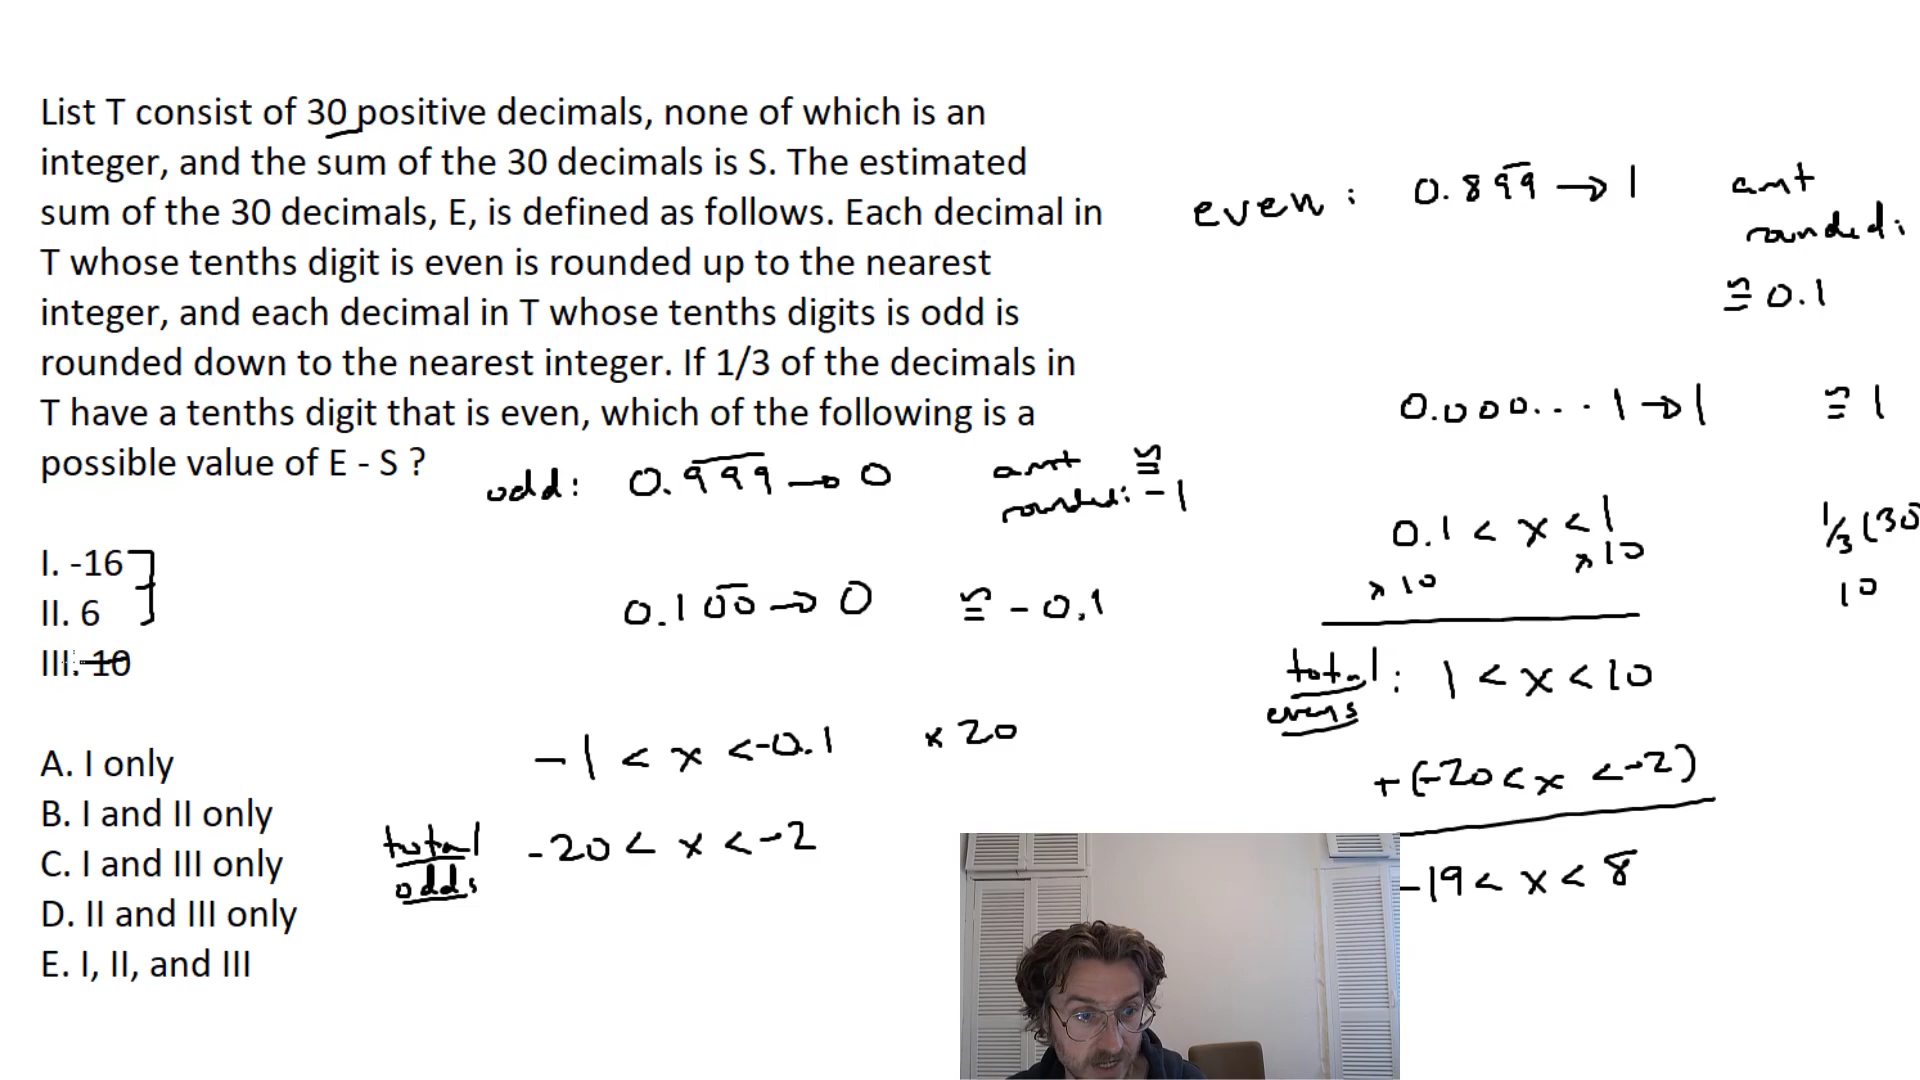 List T consist of 30 positive decimals, none of which is an
integer, and the sum of the 30 decimals is S. The estimated
sum of the 30 decimals, E, is defined as follows. Each decimal in
T whose tenths digit is even is rounded up to the nearest
integer, and each decimal in T whose tenths digits is odd is
rounded down to the nearest integer. If 1/3 of the decimals in
T have a tenths digit that is even, which of the following is a
possible value of E - S ?
I. -16
II. 6
III. 10
A. I only
B. I and II only
C. I and III only
D. II and III only
E. I, II, and III
odd: 0.999 → 0 amt rounded: ≅ -1
0.100 → 0 ≅ -0.1
-1 < x < -0.1 x 20
total odds -20 < x < -2
even: 0.899 → 1 amt rounded: ≅ 0.1
0.000...1 → 1 ≅ 1
0.1 < x < 1
x 10 x 10
1/3 (30
10
total evens: 1 < x < 10
+ (-20 < x < -2)
-19 < x < 8